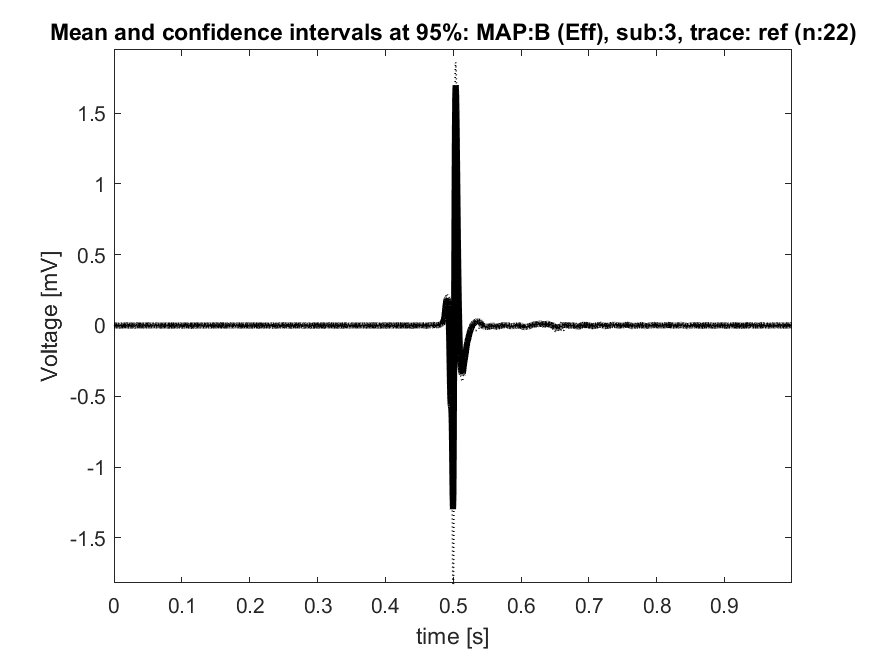 Mean and confidence intervals at 95%: MAP:B (Eff), sub:3, trace: ref (n:22)
1.5
1
0.5
0
-0.5
-1
-1.5
Voltage [mV]
0 0.1 0.2 0.3 0.4 0.5 0.6 0.7 0.8 0.9
time [s]